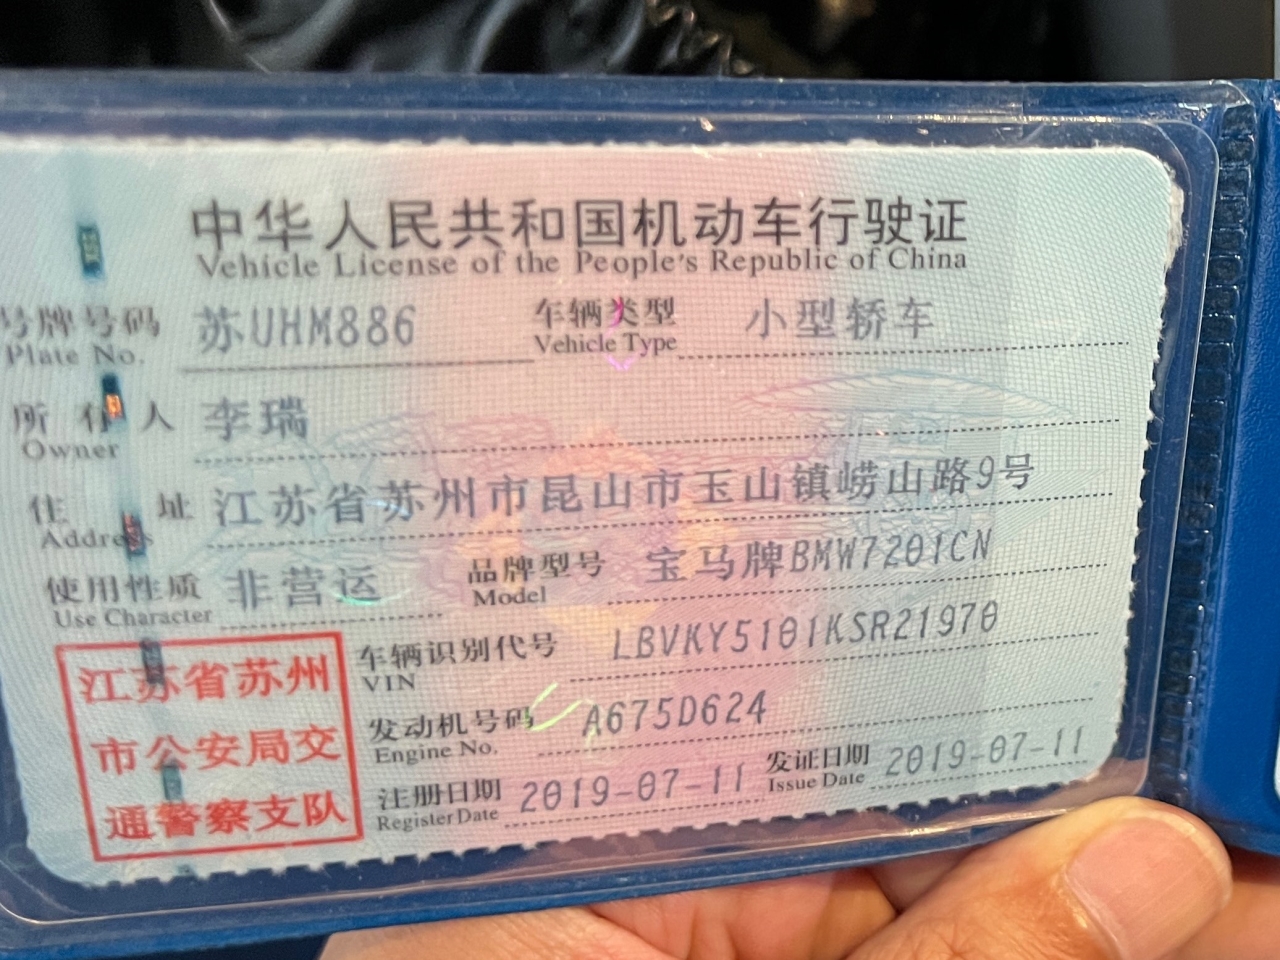 中华人民共和国机动车行驶证
Vehicle License of the People's Republic of China
号牌号码 苏UHM886 车辆类型 小型轿车
Plate No. Vehicle Type
所有人 李瑞
Owner
住址 江苏省苏州市昆山市玉山镇崂山路9号
Address
使用性质 非营运 品牌型号 宝马牌BMW7201CN
Use Character Model
车辆识别代号 LBVKY5101KSR21970
VIN
发动机号码 A675D624
Engine No.
注册日期 2019-07-11 发证日期 2019-07-11
Register Date Issue Date
江苏省苏州
市公安局交
通警察支队